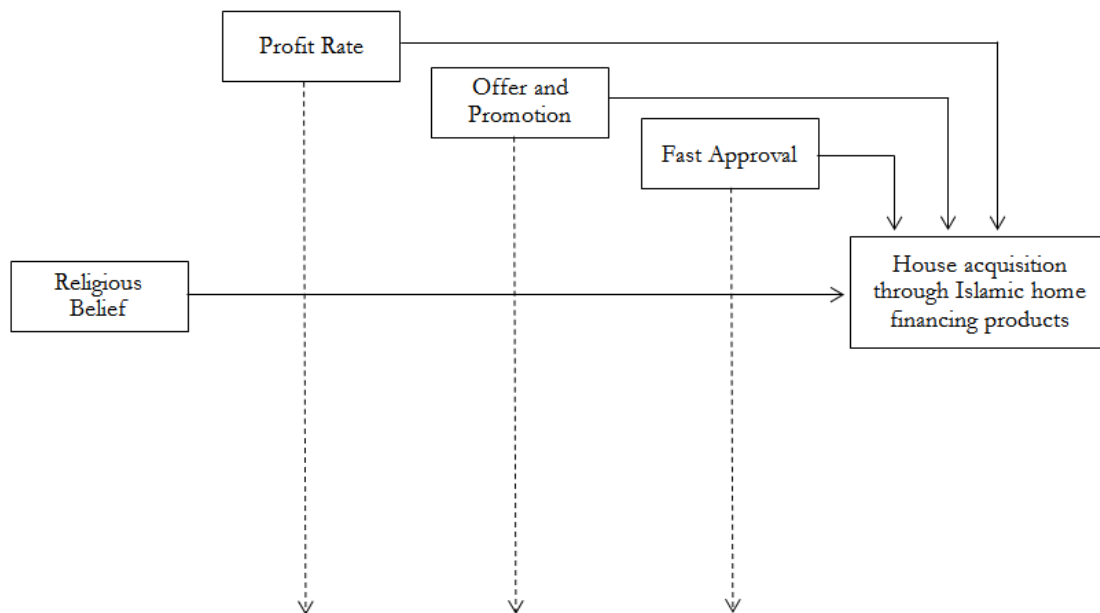 Profit Rate
Offer and
Promotion
Fast Approval
Religious
Belief
House acquisition
through Islamic home
financing products